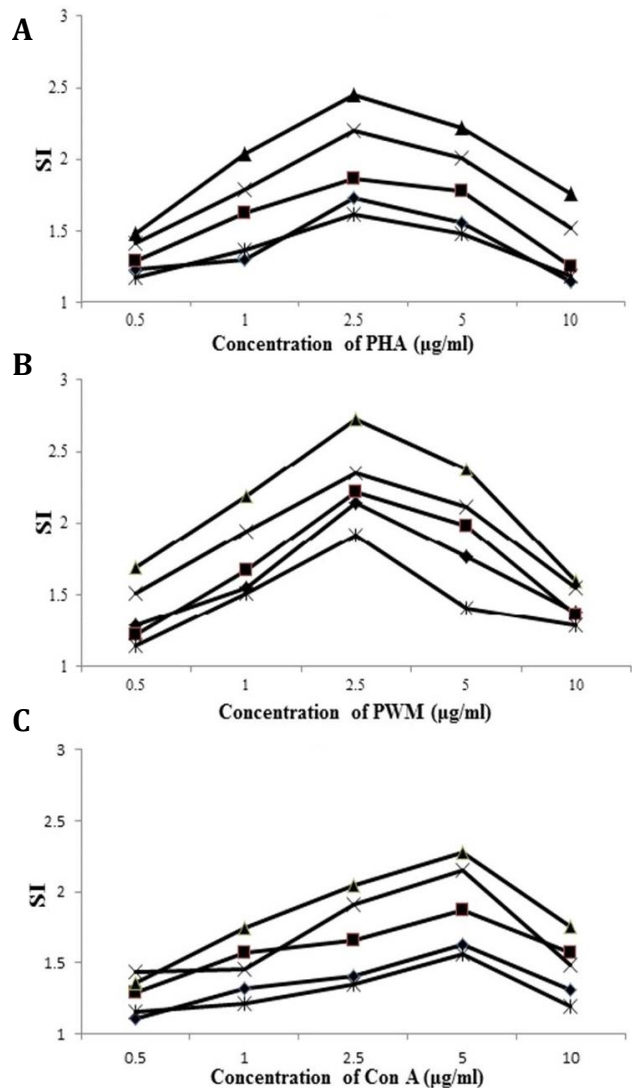 A
3
2.5
2
1.5
1
SI
0.5 1 2.5 5 10
Concentration of PHA (µg/ml)
B
3
2.5
2
1.5
1
SI
0.5 1 2.5 5 10
Concentration of PWM (µg/ml)
C
3
2.5
2
1.5
1
SI
0.5 1 2.5 5 10
Concentration of Con A (µg/ml)